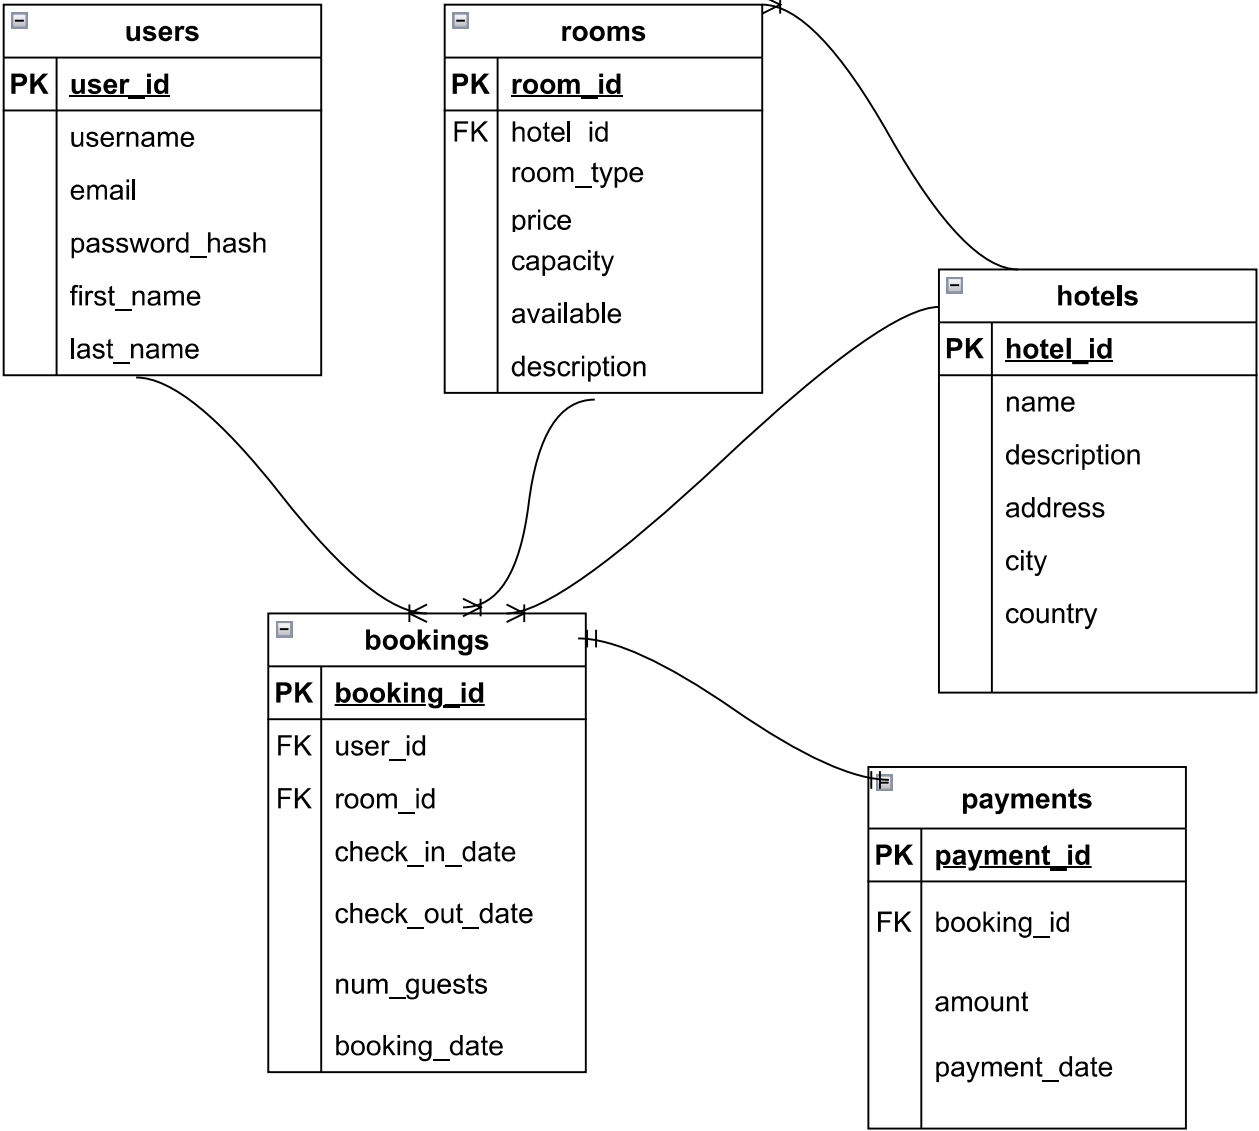 users
PK user_id
username
email
password_hash
first_name
last_name
rooms
PK room_id
FK hotel_id
room_type
price
capacity
available
description
hotels
PK hotel_id
name
description
address
city
country
bookings
PK booking_id
FK user_id
FK room_id
check_in_date
check_out_date
num_guests
booking_date
payments
PK payment_id
FK booking_id
amount
payment_date